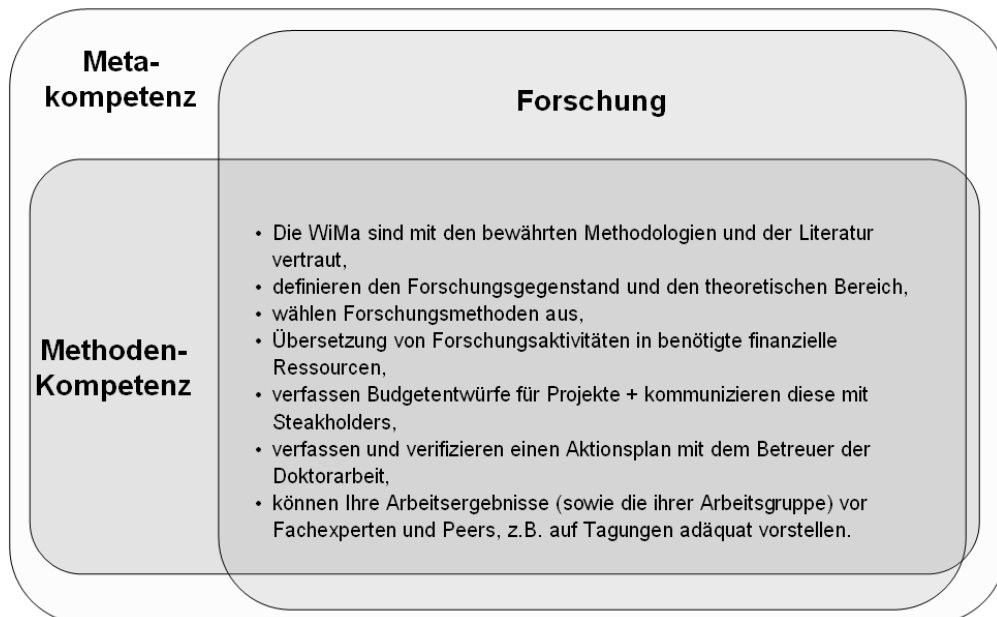 Meta-
kompetenz
Forschung
Methoden-
Kompetenz
• Die WiMa sind mit den bewährten Methodologien und der Literatur
vertraut,
• definieren den Forschungsgegenstand und den theoretischen Bereich,
• wählen Forschungsmethoden aus,
• Übersetzung von Forschungsaktivitäten in benötigte finanzielle
Ressourcen,
• verfassen Budgetentwürfe für Projekte + kommunizieren diese mit
Steakholders,
• verfassen und verifizieren einen Aktionsplan mit dem Betreuer der
Doktorarbeit,
• können Ihre Arbeitsergebnisse (sowie die ihrer Arbeitsgruppe) vor
Fachexperten und Peers, z.B. auf Tagungen adäquat vorstellen.